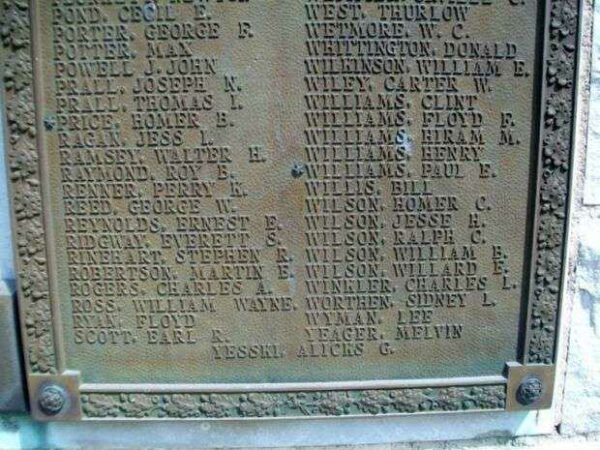 POND, CECIL E.
PORTER, GEORGE F.
POTTER, MAX
POWELL J. JOHN
PRALL, JOSEPH N.
PRALL, THOMAS I.
PRICE, HOMER B.
RAGAN, JESS L.
RAMSEY, WALTER H.
RAYMOND, ROY B.
RENNER, PERRY K.
REED, GEORGE W.
REYNOLDS, ERNEST E.
RIDGWAY, EVERETT S.
RINEHART, STEPHEN R.
ROBERTSON, MARTIN E.
ROGERS, CHARLES A.
ROSS, WILLIAM WAYNE.
RYAN, FLOYD
SCOTT, EARL R.
WEST, THURLOW
WETMORE, W. C.
WHITTINGTON, DONALD
WILKINSON, WILLIAM E.
WILEY, CARTER W.
WILLIAMS, CLINT
WILLIAMS, FLOYD F.
WILLIAMS, HIRAM M.
WILLIAMS, HENRY
WILLIAMS, PAUL E.
WILLIS, BILL
WILSON, HOMER C.
WILSON, JESSE H.
WILSON, RALPH C.
WILSON, WILLIAM B.
WILSON, WILLARD E.
WINKLER, CHARLES L.
WORTHEN, SIDNEY L.
WYMAN, LEE
YEAGER, MELVIN
YESSKI, ALICKS G.